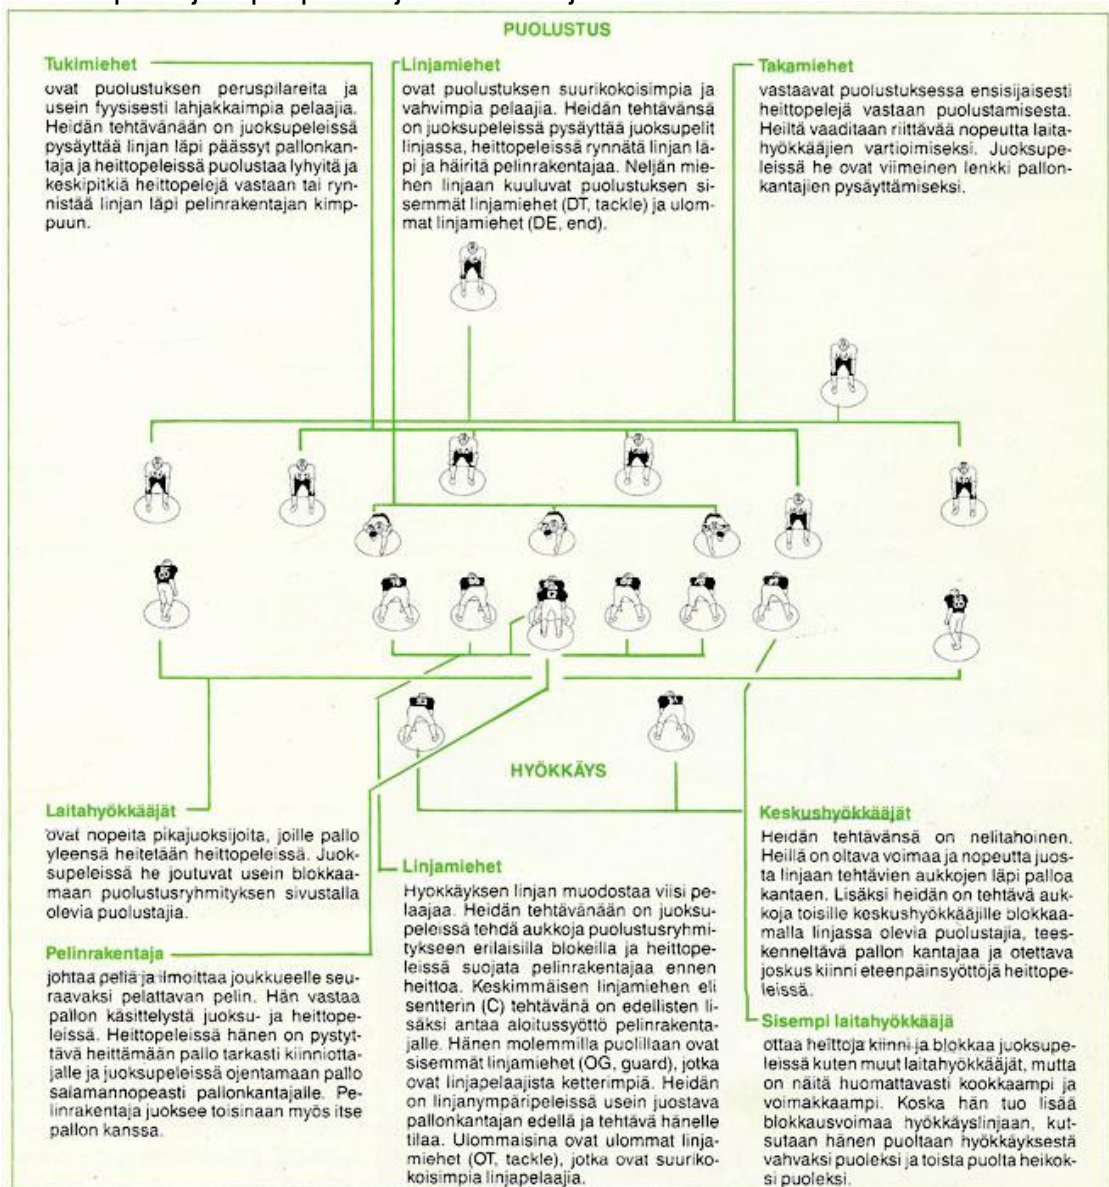 PUOLUSTUS
Tukimiehet
ovat puolustuksen peruspilareita ja
usein fyysisesti lahjakkaimpia pelaajia.
Heidän tehtävänään on juoksupeleissä
pysäyttää linjan läpi päässyt pallonkan-
taja ja heittopeleissä puolustaa lyhyitä ja
keskipitkiä heittopelejä vastaan tai ryn-
nistää linjan läpi pelinrakentajan kimp-
puun.
Linjamiehet
ovat puolustuksen suurikokoisimpia ja
vahvimpia pelaajia. Heidän tehtävänsä
on juoksupeleissä pysäyttää juoksupelit
linjassa, heittopeleissä rynnätä linjan lä-
pi ja häiritä pelinrakentajaa. Neljän mie-
hen linjaan kuuluvat puolustuksen si-
semmät linjamiehet (DT, tackle) ja ulom-
mat linjamiehet (DE, end).
Takamiehet
vastaavat puolustuksessa ensisijaisesti
heittopelejä vastaan puolustamisesta.
Heiltä vaaditaan riittävää nopeutta laita-
hyökkääjien vartioimiseksi. Juoksupe-
leissä he ovat viimeinen lenkki pallon-
kantajien pysäyttämiseksi.
HYÖKKÄYS
Laitahyökkääjät
ovat nopeita pikajuoksijoita, joille pallo
yleensä heitetään heittopeleissä. Juok-
supeleissä he joutuvat usein blokkaa-
maan puolustusryhmityksen sivustalla
olevia puolustajia.
Pelinrakentaja
johtaa peliä ja ilmoittaa joukkueelle seu-
raavaksi pelattavan pelin. Hän vastaa
pallon käsittelystä juoksu- ja heittope-
leissä. Heittopeleissä hänen on pystyt-
tävä heittämään pallo tarkasti kiinniotta-
jalle ja juoksupeleissä ojentamaan pallo
salamannopeasti pallonkantajalle. Pe-
linrakentaja juoksee toisinaan myös itse
pallon kanssa.
Linjamiehet
Hyökkäyksen linjan muodostaa viisi pe-
laajaa. Heidän tehtävänään on juoksu-
peleissä tehdä aukkoja puolustusryhmi-
tykseen erilaisilla blokeilla ja heittope-
leissä suojata pelinrakentajaa ennen
heittoa. Keskimmäisen linjamiehen eli
sentterin (C) tehtävänä on edellisten li-
säksi antaa aloitussyöttö pelinrakenta-
jalle. Hänen molemmilla puolillaan ovat
sisemmät linjamiehet (OG, guard), jotka
ovat linjapelaajista ketterimpiä. Heidän
on linjanympäripeleissä usein juostava
pallonkantajan edellä ja tehtävä hänelle
tilaa. Ulommaisina ovat ulommat linja-
miehet (OT, tackle), jotka ovat suuriko-
koisimpia linjapelaajia.
Keskushyökkääjät
Heidän tehtävänsä on nelitahoinen.
Heillä on oltava voimaa ja nopeutta juos-
ta linjaan tehtävien aukkojen läpi palloa
kantaen. Lisäksi heidän on tehtävä auk-
koja toisille keskushyökkääjille blokkaa-
malla linjassa olevia puolustajia, tees-
kenneltävä pallon kantajaa ja otettava
joskus kiinni eteenpäinsyöttöjä heittope-
leissä.
Sisempi laitahyökkääjä
ottaa heittoja kiinni ja blokkaa juoksupe-
leissä kuten muut laitahyökkääjät, mutta
on näitä huomattavasti kookkaampi ja
voimakkaampi. Koska hän tuo lisää
blokkausvoimaa hyökkäyslinjaan, kut-
sutaan hänen puoltaan hyökkäyksestä
vahvaksi puoleksi ja toista puolta heikok-
si puoleksi.